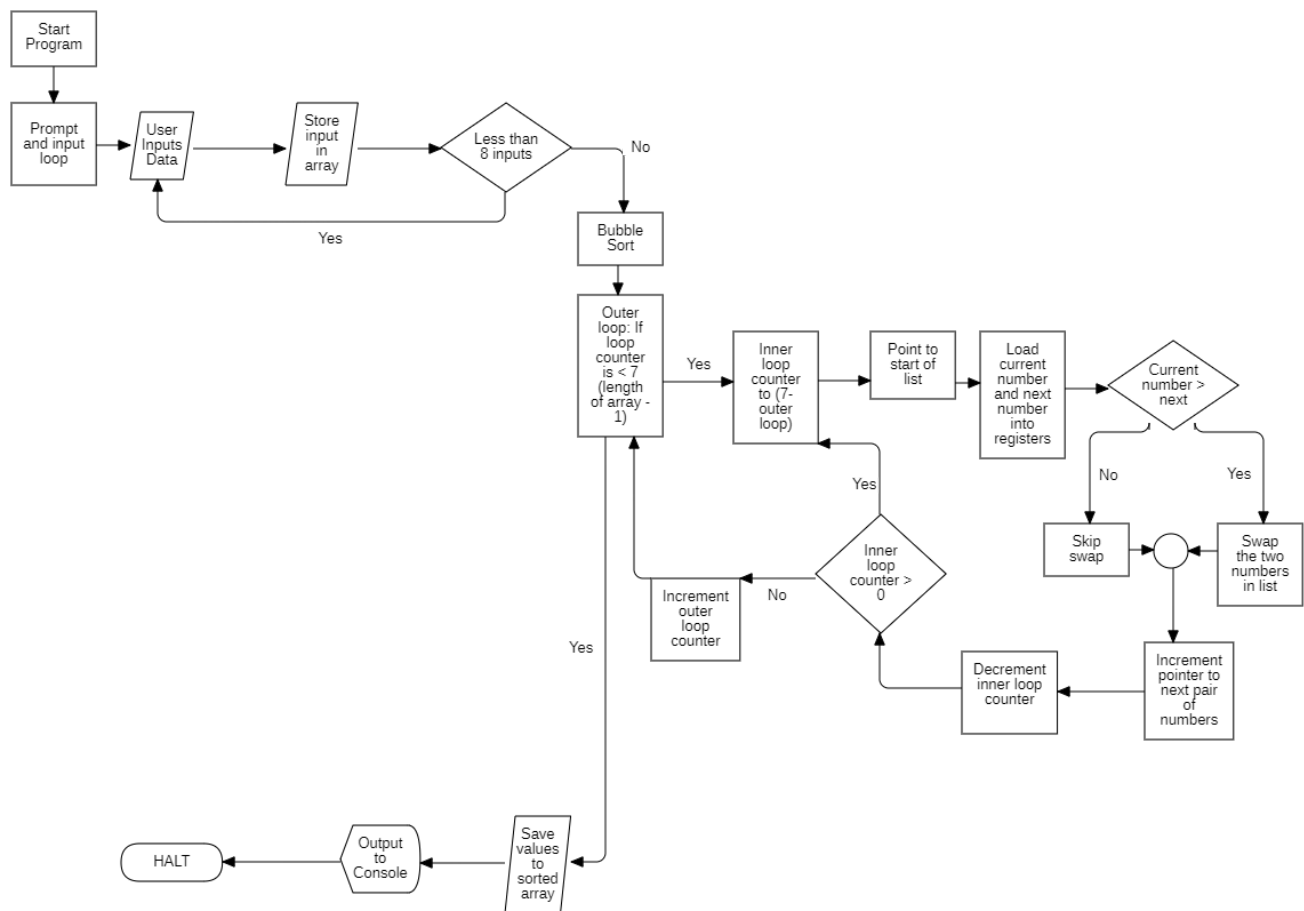 Start
Program
Prompt
and input
loop
User
Inputs
Data
Store
input
in
array
Less than
8 inputs
No
Yes
Bubble
Sort
Outer
loop: If
loop
counter
is < 7
(length
of array -
1)
Yes
Inner
loop
counter
to (7-
outer
loop)
Point to
start of
list
Load
current
number
and next
number
into
registers
Current
number >
next
No
Yes
Skip
swap
Swap
the two
numbers
in list
Increment
pointer to
next pair
of
numbers
Decrement
inner loop
counter
Inner
loop
counter >
0
Yes
No
Increment
outer
loop
counter
Yes
Save
values
to
sorted
array
Output
to
Console
HALT